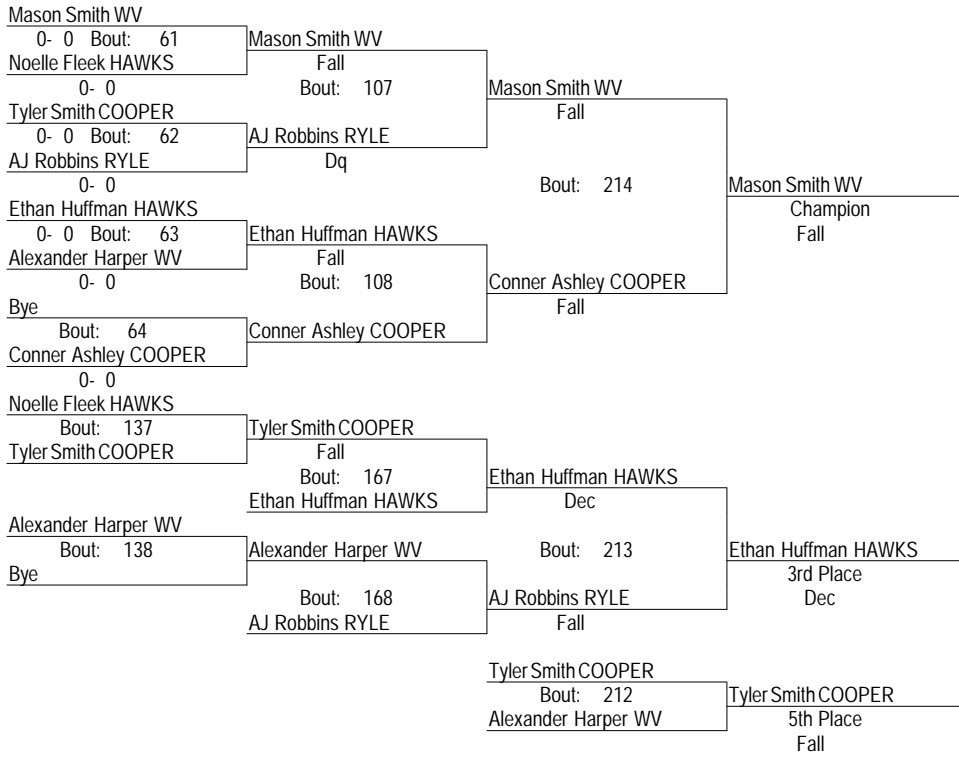 Mason Smith WV
0- 0 Bout: 61 Mason Smith WV
Noelle Fleek HAWKS Fall
0- 0 Bout: 107 Mason Smith WV
Tyler Smith COOPER Fall
0- 0 Bout: 62 AJ Robbins RYLE
AJ Robbins RYLE Dq
0- 0 Bout: 214 Mason Smith WV
Ethan Huffman HAWKS Champion
0- 0 Bout: 63 Ethan Huffman HAWKS Fall
Alexander Harper WV Fall
0- 0 Bout: 108 Conner Ashley COOPER
Bye Fall
Bout: 64 Conner Ashley COOPER
Conner Ashley COOPER
0- 0
Noelle Fleek HAWKS
Bout: 137 Tyler Smith COOPER
Tyler Smith COOPER Fall
Bout: 167 Ethan Huffman HAWKS
Ethan Huffman HAWKS Dec
Alexander Harper WV
Bout: 138 Alexander Harper WV Bout: 213 Ethan Huffman HAWKS
Bye 3rd Place
Bout: 168 AJ Robbins RYLE Dec
AJ Robbins RYLE Fall
Tyler Smith COOPER
Bout: 212 Tyler Smith COOPER
Alexander Harper WV 5th Place
Fall